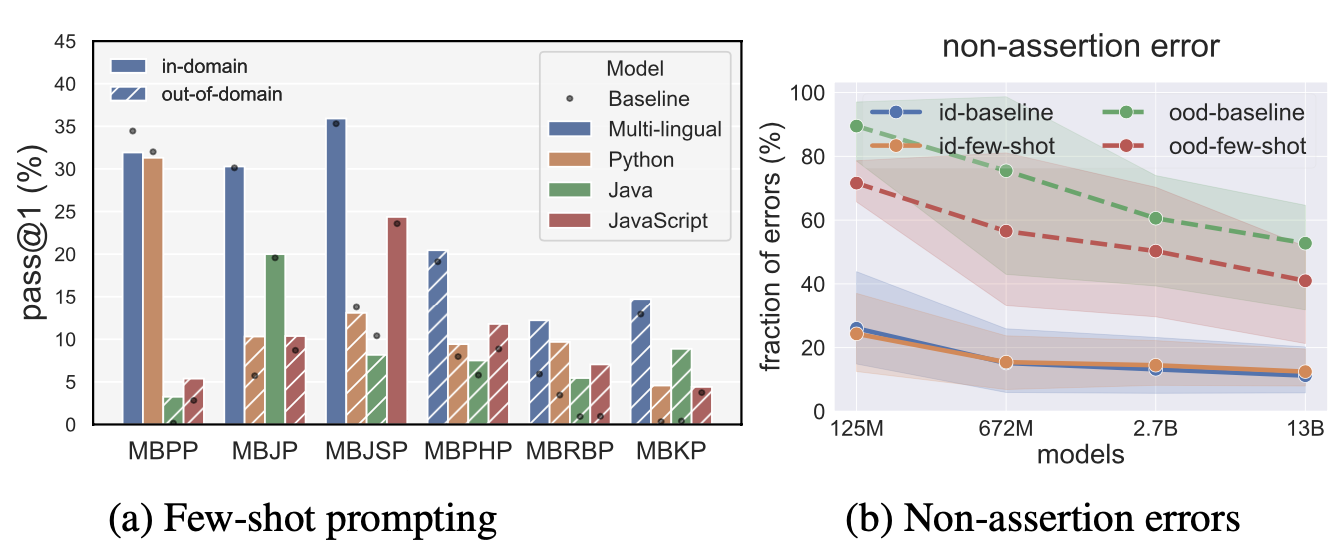 pass@1 (%)
45
40
35
30
25
20
15
10
5
0
in-domain
out-of-domain
Model
Baseline
Multi-lingual
Python
Java
JavaScript
MBPP MBJP MBJSP MBPHP MBRBP MBKP
(a) Few-shot prompting
non-assertion error
fraction of errors (%)
100
80
60
40
20
0
id-baseline ood-baseline
id-few-shot ood-few-shot
125M 672M 2.7B 13B
models
(b) Non-assertion errors